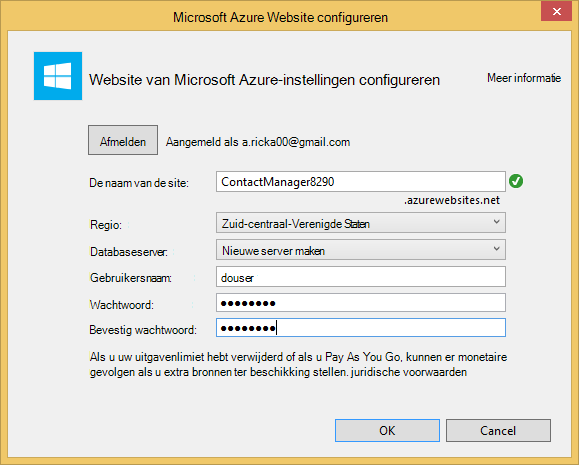 Microsoft Azure Website configureren
Website van Microsoft Azure-instellingen configureren
Meer informatie
Afmelden
Aangemeld als a.ricka00@gmail.com
De naam van de site:
ContactManager8290
.azurewebsites.net
Regio:
Zuid-centraal-Verenigde Staten
Databaseserver:
Nieuwe server maken
Gebruikersnaam:
douser
Wachtwoord:
●●●●●●●●
Bevestig wachtwoord:
●●●●●●●●
Als u uw uitgavenlimiet hebt verwijderd of als u Pay As You Go, kunnen er monetaire
gevolgen als u extra bronnen ter beschikking stellen. juridische voorwaarden
OK
Cancel